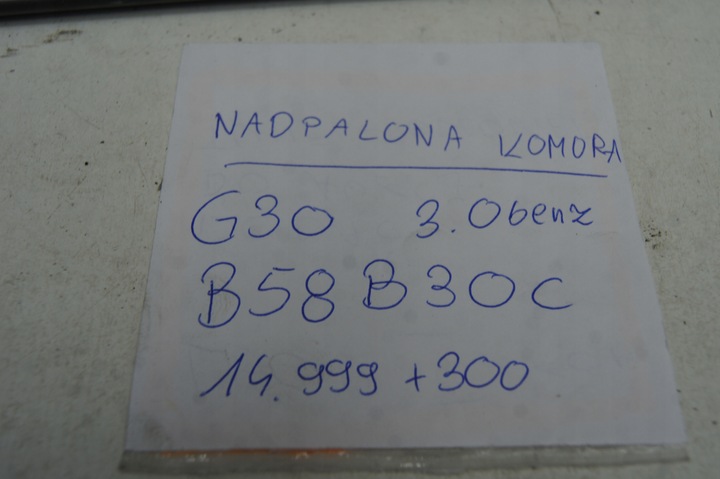 NADPALONA KOMORA
G30 3.0benz
B58B30C
14.999 +300